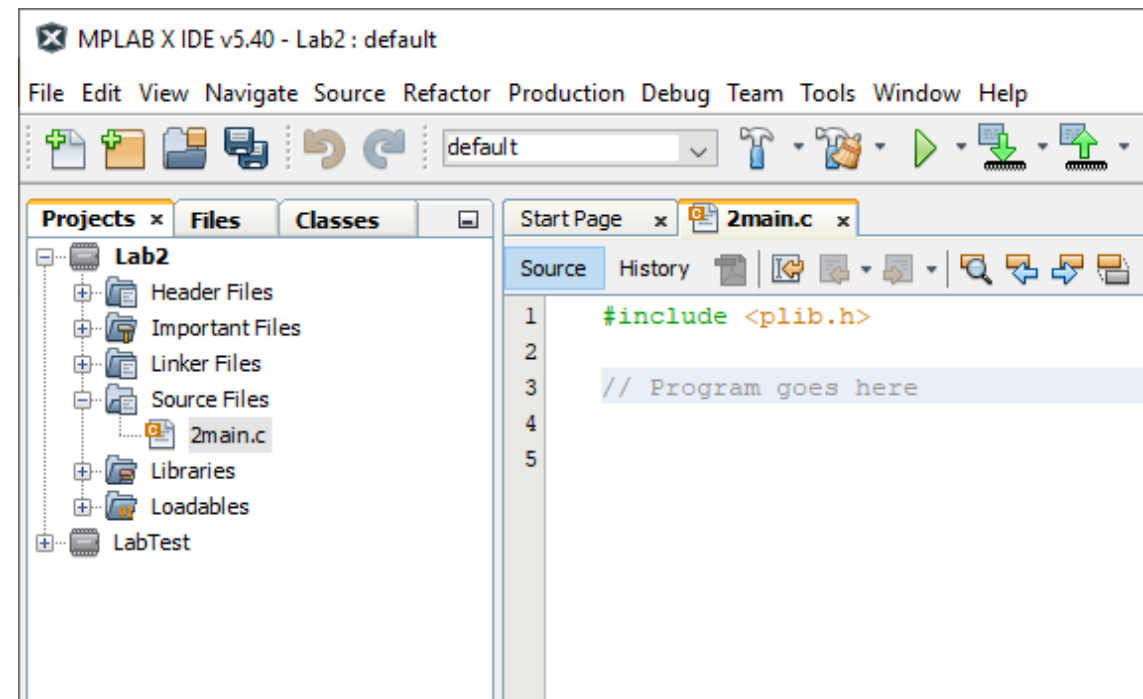 MPLAB X IDE v5.40 - Lab2 : default
File Edit View Navigate Source Refactor Production Debug Team Tools Window Help
default
Projects Files Classes
Start Page 2main.c
Lab2
Header Files
Important Files
Linker Files
Source Files
2main.c
Libraries
Loadables
LabTest
Source History
1 #include <plib.h>
2
3 // Program goes here
4
5